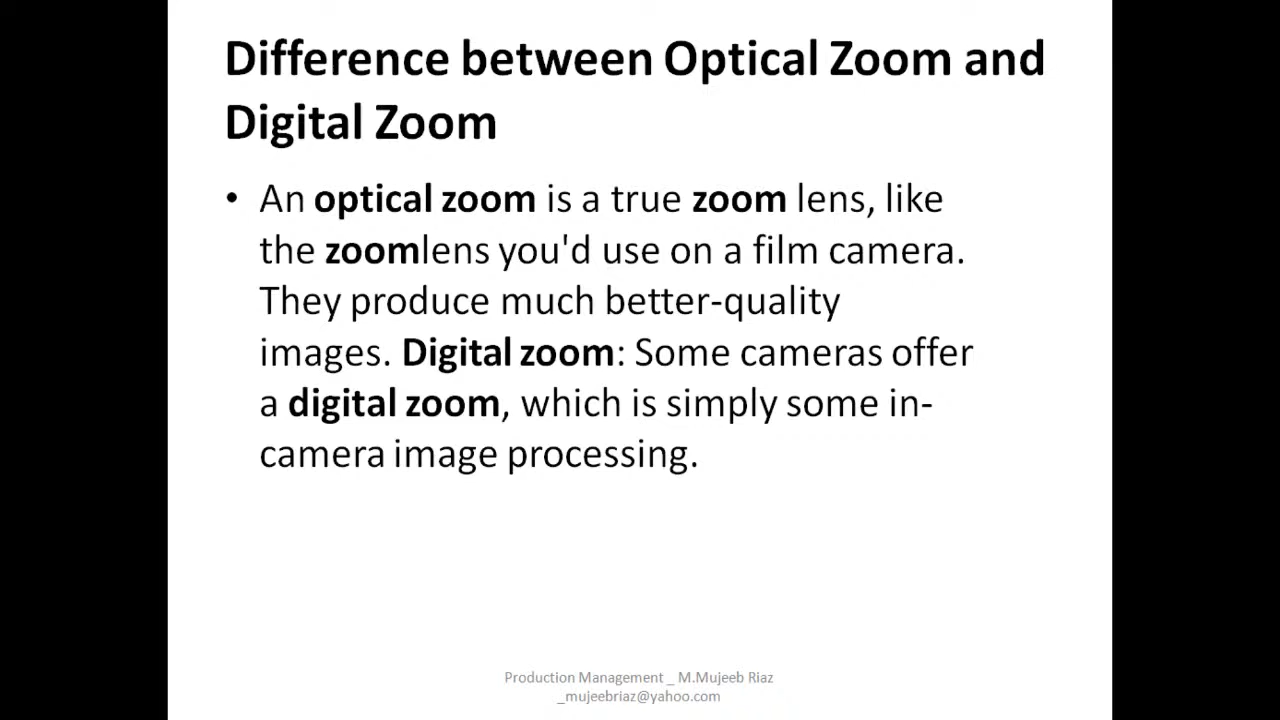 Difference between Optical Zoom and
Digital Zoom
• An optical zoom is a true zoom lens, like
the zoomlens you'd use on a film camera.
They produce much better-quality
images. Digital zoom: Some cameras offer
a digital zoom, which is simply some in-
camera image processing.
Production Management _ M.Mujeeb Riaz
_mujeebriaz@yahoo.com